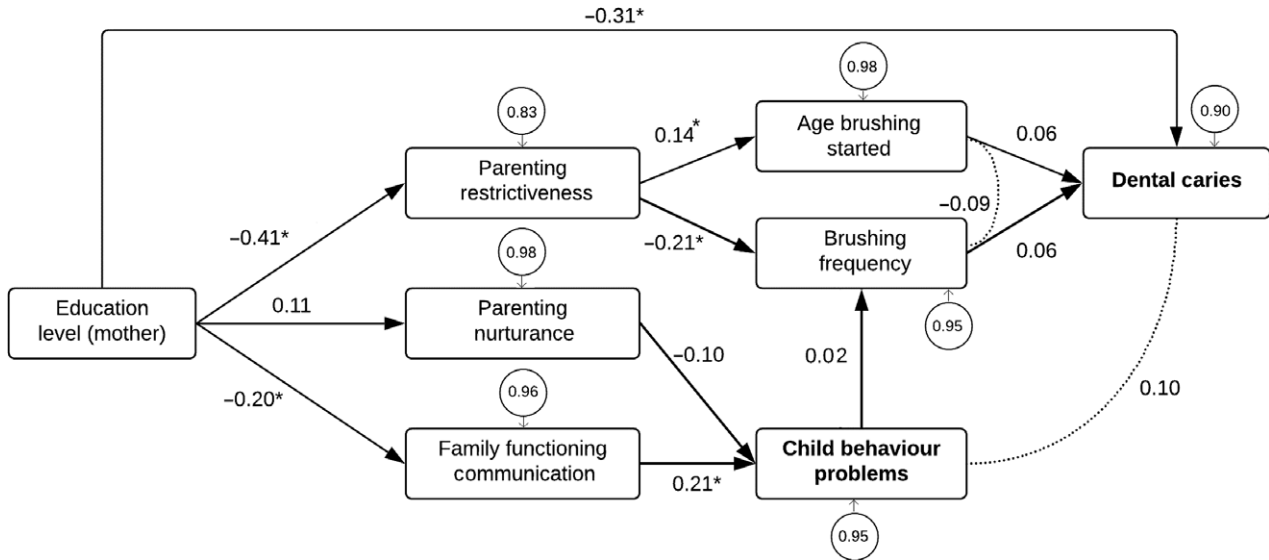 −0.31*
0.98
0.83
0.90
Age brushing
started
0.14*
0.06
Parenting
restrictiveness
Dental caries
−0.09
−0.41*
−0.21*
Brushing
frequency
0.06
0.98
Education
level (mother)
0.11
Parenting
nurturance
0.95
−0.10
0.02
−0.20*
0.96
0.10
Family functioning
communication
0.21*
Child behaviour
problems
0.95